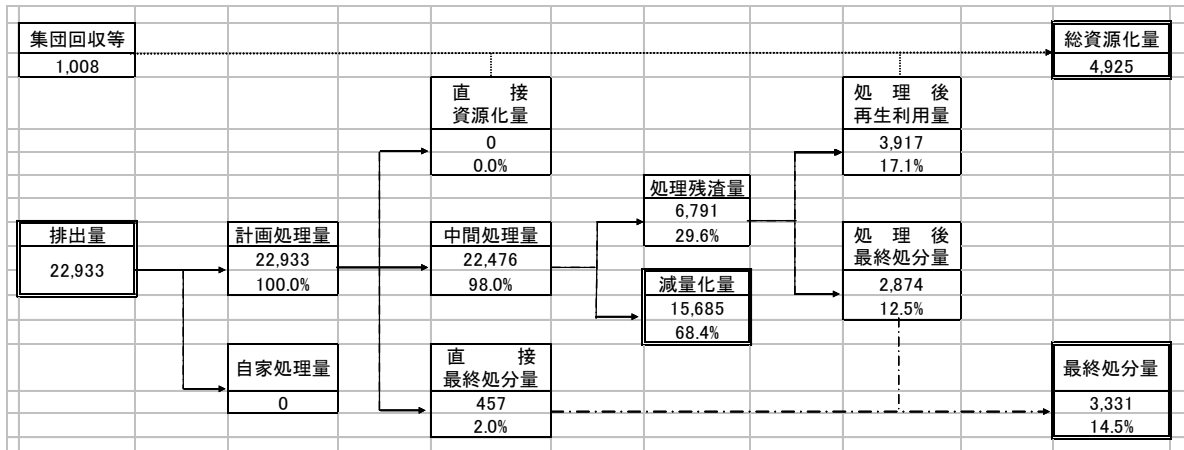 集団回収等
1,008
総資源化量
4,925
直　接
資源化量
0
0.0%
処　理　後
再生利用量
3,917
17.1%
処理残渣量
6,791
29.6%
排出量
22,933
計画処理量
22,933
100.0%
中間処理量
22,476
98.0%
処　理　後
最終処分量
2,874
12.5%
減量化量
15,685
68.4%
自家処理量
0
直　接
最終処分量
457
2.0%
最終処分量
3,331
14.5%